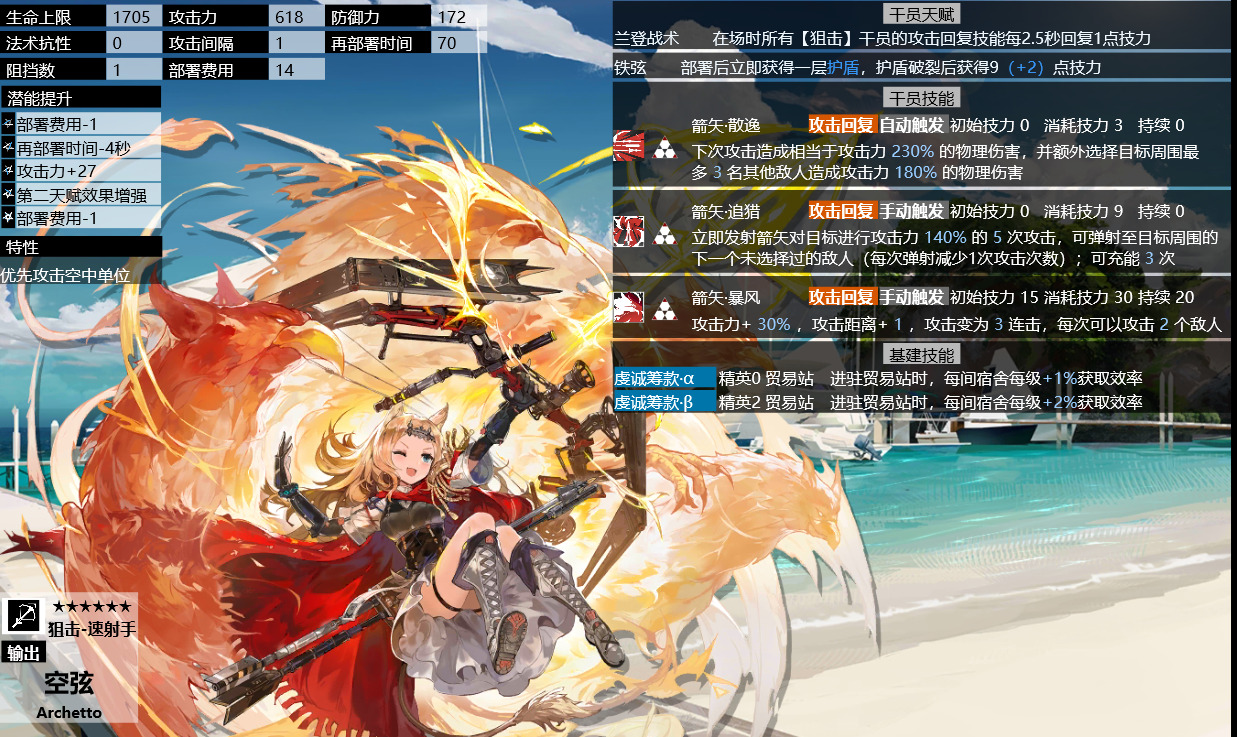 生命上限 1705 攻击力 618 防御力 172
法术抗性 0 攻击间隔 1 再部署时间 70
阻挡数 1 部署费用 14
潜能提升
部署费用-1
再部署时间-4秒
攻击力+27
第二天赋效果增强
部署费用-1
特性
优先攻击空中单位
★★★★★★
狙击-速射手
输出
空弦
Archetto
干员天赋
兰登战术 在场时所有【狙击】干员的攻击回复技能每2.5秒回复1点技力
铁弦 部署后立即获得一层护盾，护盾破裂后获得9（+2）点技力
干员技能
箭矢·散逸 攻击回复 自动触发 初始技力 0 消耗技力 3 持续 0
下次攻击造成相当于攻击力 230% 的物理伤害，并额外选择目标周围最
多 3 名其他敌人造成攻击力 180% 的物理伤害
箭矢·追猎 攻击回复 手动触发 初始技力 0 消耗技力 9 持续 0
立即发射箭矢对目标进行攻击力 140% 的 5 次攻击，可弹射至目标周围的
下一个未选择过的敌人（每次弹射减少1次攻击次数）；可充能 3 次
箭矢·暴风 攻击回复 手动触发 初始技力 15 消耗技力 30 持续 20
攻击力+ 30% ，攻击距离+ 1 ，攻击变为 3 连击，每次可以攻击 2 个敌人
基建技能
虔诚筹款·α 精英0 贸易站 进驻贸易站时，每间宿舍每级+1%获取效率
虔诚筹款·β 精英2 贸易站 进驻贸易站时，每间宿舍每级+2%获取效率